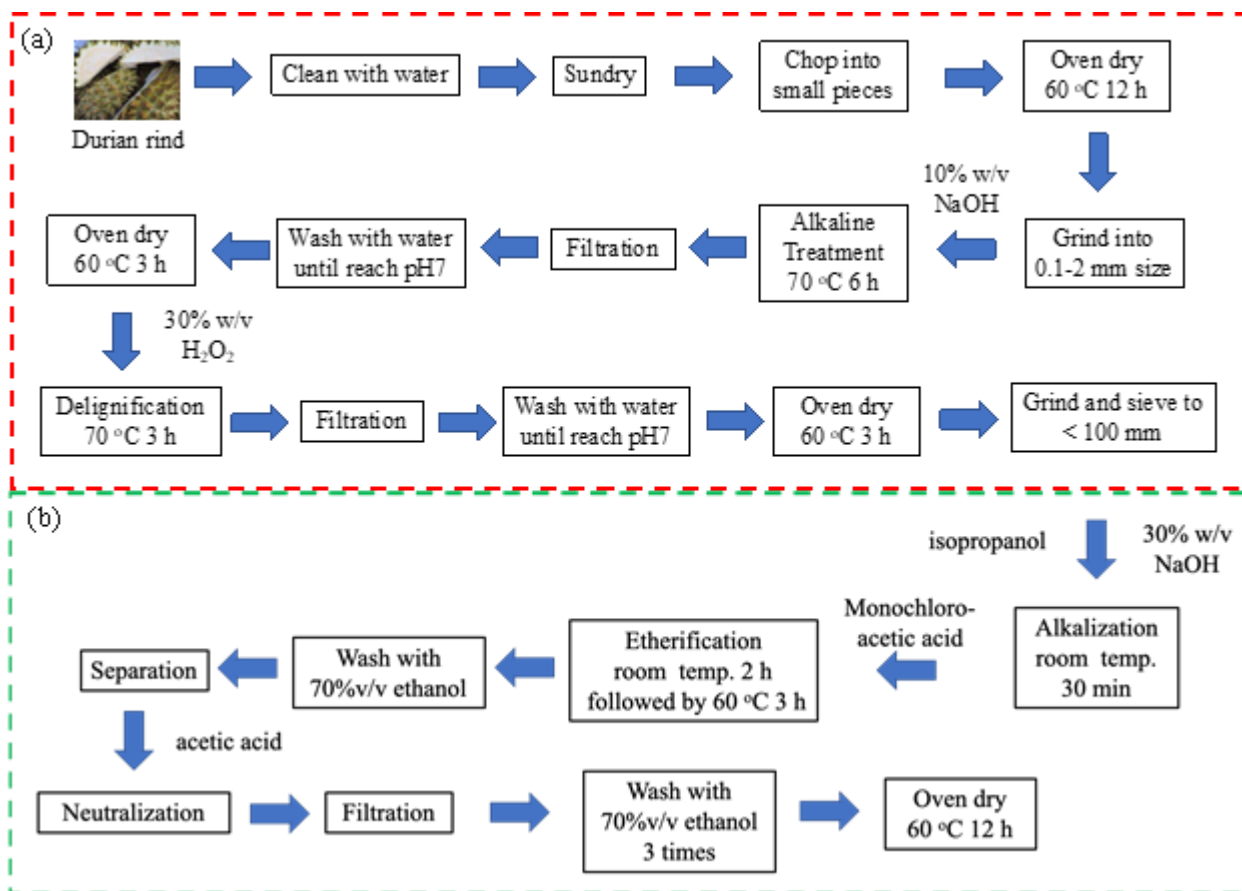 (a)
Durian rind
Clean with water
Sundry
Chop into
small pieces
Oven dry
60 °C 12 h
Grind into
0.1-2 mm size
10% w/v
NaOH
Alkaline
Treatment
70 °C 6 h
Filtration
Wash with water
until reach pH7
Oven dry
60 °C 3 h
30% w/v
H₂O₂
Delignification
70 °C 3 h
Filtration
Wash with water
until reach pH7
Oven dry
60 °C 3 h
Grind and sieve to
< 100 mm
(b)
isopropanol
30% w/v
NaOH
Alkalization
room temp.
30 min
Monochloro-
acetic acid
Etherification
room temp. 2 h
followed by 60 °C 3 h
Wash with
70%v/v ethanol
Separation
acetic acid
Neutralization
Filtration
Wash with
70%v/v ethanol
3 times
Oven dry
60 °C 12 h